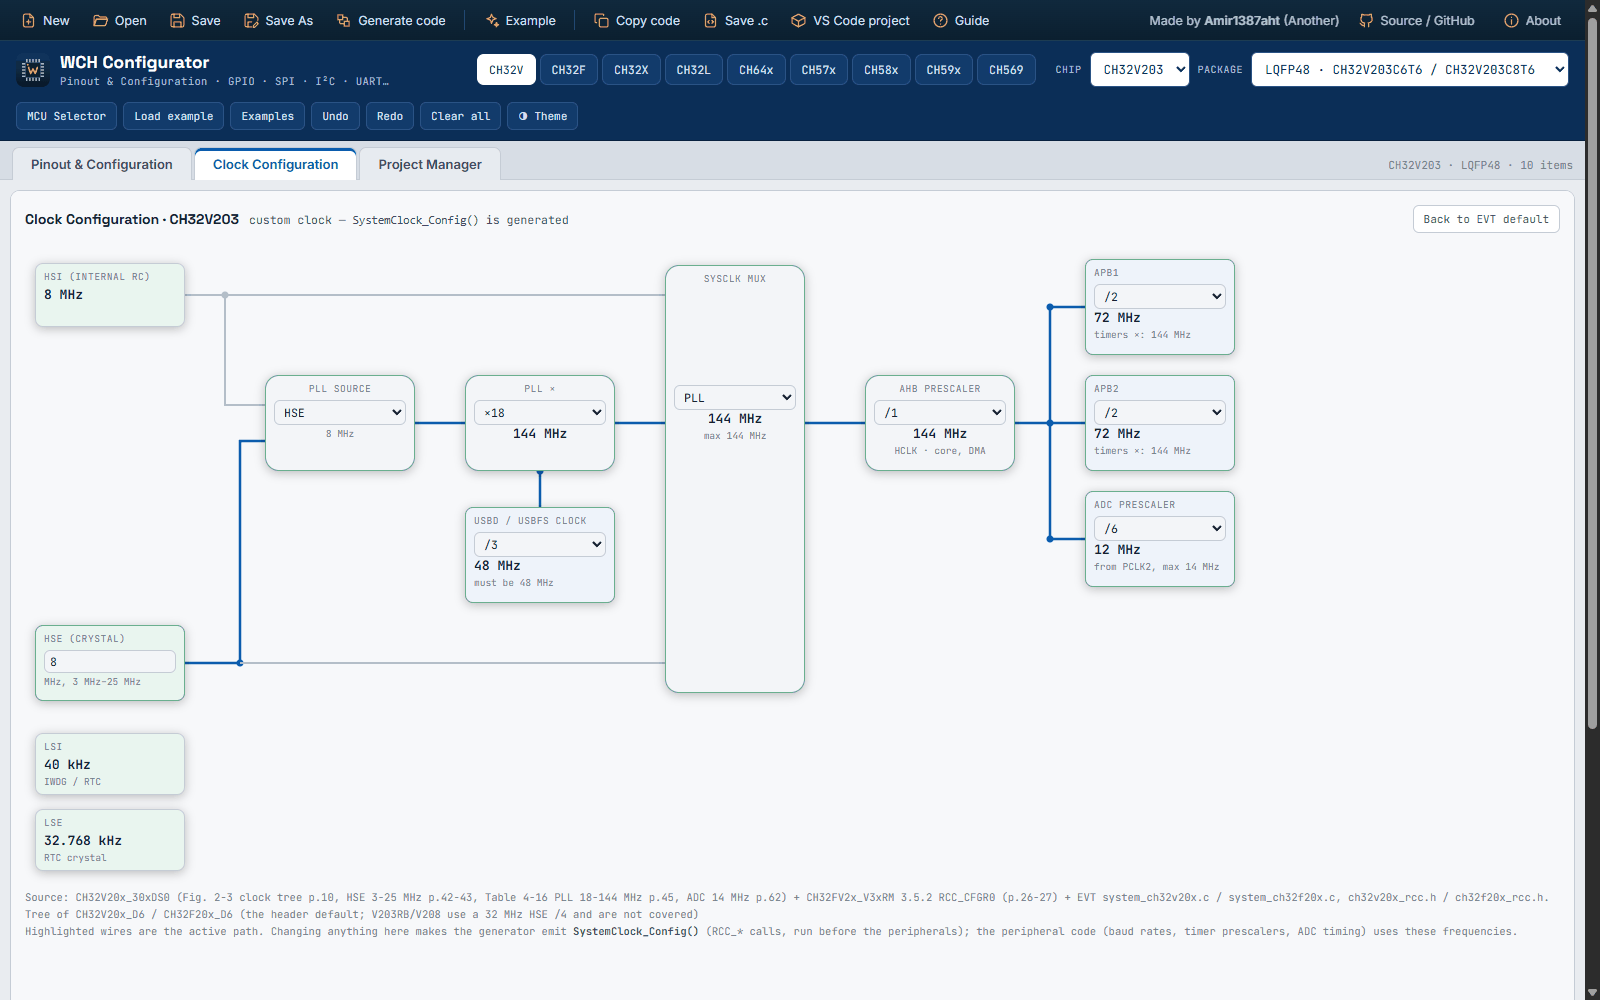 New Open Save Save As Generate code Example Copy code Save .c VS Code project Guide Made by Amir1387aht (Another) Source / GitHub About
WCH Configurator
Pinout & Configuration · GPIO · SPI · I²C · UART…
CH32V CH32F CH32X CH32L CH64x CH57x CH58x CH59x CH569 CHIP CH32V203 PACKAGE LQFP48 · CH32V203C6T6 / CH32V203C8T6
MCU Selector Load example Examples Undo Redo Clear all Theme
Pinout & Configuration Clock Configuration Project Manager CH32V203 · LQFP48 · 10 items
Clock Configuration · CH32V203 custom clock — SystemClock_Config() is generated Back to EVT default
HSI (INTERNAL RC)
8 MHz
PLL SOURCE
HSE
8 MHz
PLL ×
×18
144 MHz
USBD / USBFS CLOCK
/3
48 MHz
must be 48 MHz
SYSCLK MUX
PLL
144 MHz
max 144 MHz
AHB PRESCALER
/1
144 MHz
HCLK · core, DMA
APB1
/2
72 MHz
timers ×: 144 MHz
APB2
/2
72 MHz
timers ×: 144 MHz
ADC PRESCALER
/6
12 MHz
from PCLK2, max 14 MHz
HSE (CRYSTAL)
8
MHz, 3 MHz–25 MHz
LSI
40 kHz
IWDG / RTC
LSE
32.768 kHz
RTC crystal
Source: CH32V20x_30xDS0 (Fig. 2-3 clock tree p.10, HSE 3-25 MHz p.42-43, Table 4-16 PLL 18-144 MHz p.45, ADC 14 MHz p.62) + CH32FV2x_V3xRM 3.5.2 RCC_CFGR0 (p.26-27) + EVT system_ch32v20x.c / system_ch32f20x.c, ch32v20x_rcc.h / ch32f20x_rcc.h.
Tree of CH32V20x_D6 / CH32F20x_D6 (the header default; V203RB/V208 use a 32 MHz HSE /4 and are not covered)
Highlighted wires are the active path. Changing anything here makes the generator emit SystemClock_Config() (RCC_* calls, run before the peripherals); the peripheral code (baud rates, timer prescalers, ADC timing) uses these frequencies.